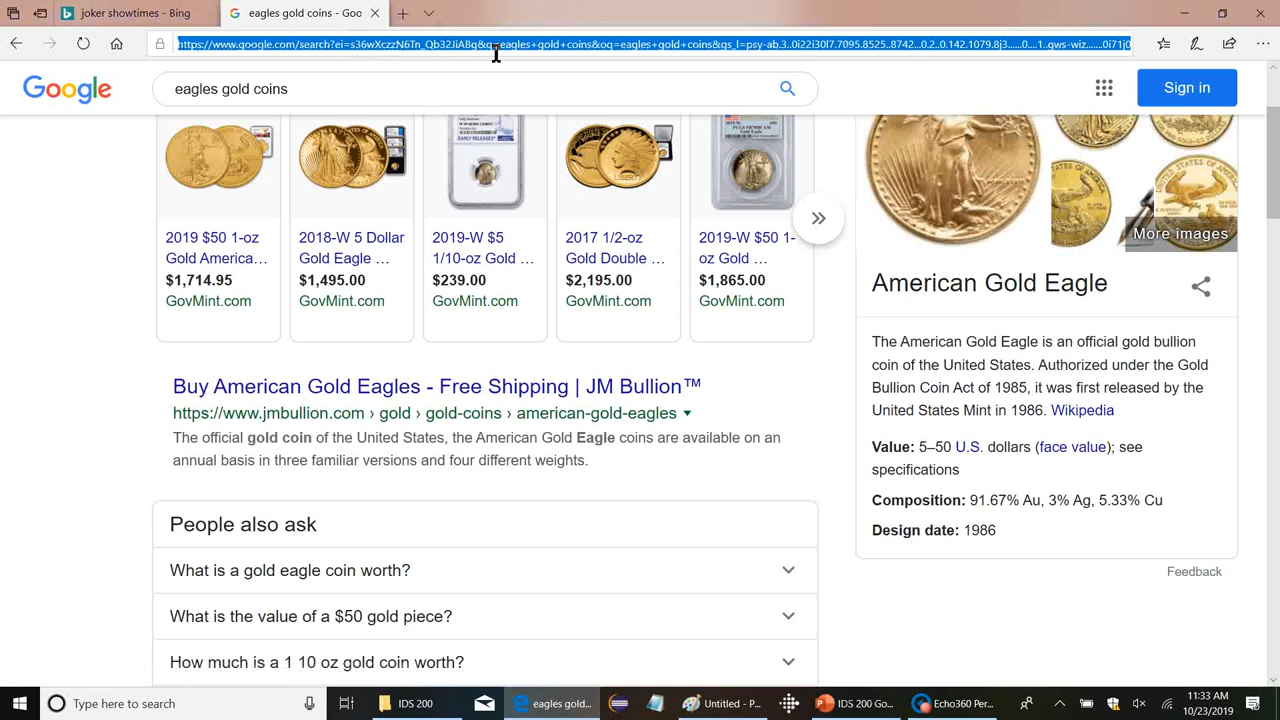 joker showtimes - Bing
eagles gold coins - Goo
https://www.google.com/search?ei=s36wXczzN6Tn_Qb32JiABg&q=eagles+gold+coins&oq=eagles+gold+coins&gs_l=psy-ab.3..0i22i30l7.7095.8525..8742...0.2..0.142.1079.8j3......0....1..gws-wiz.......0i71j0
Google
eagles gold coins
Sign in
EARLY RELEASES
More images
2019 $50 1-oz
Gold America...
$1,714.95
GovMint.com
2018-W 5 Dollar
Gold Eagle ...
$1,495.00
GovMint.com
2019-W $5
1/10-oz Gold ...
$239.00
GovMint.com
2017 1/2-oz
Gold Double ...
$2,195.00
GovMint.com
2019-W $50 1-
oz Gold ...
$1,865.00
GovMint.com
Buy American Gold Eagles - Free Shipping | JM Bullion™
https://www.jmbullion.com › gold › gold-coins › american-gold-eagles
The official gold coin of the United States, the American Gold Eagle coins are available on an
annual basis in three familiar versions and four different weights.
People also ask
What is a gold eagle coin worth?
What is the value of a $50 gold piece?
How much is a 1 10 oz gold coin worth?
American Gold Eagle
The American Gold Eagle is an official gold bullion
coin of the United States. Authorized under the Gold
Bullion Coin Act of 1985, it was first released by the
United States Mint in 1986. Wikipedia
Value: 5–50 U.S. dollars (face value); see
specifications
Composition: 91.67% Au, 3% Ag, 5.33% Cu
Design date: 1986
Feedback
Type here to search
IDS 200
eagles gold...
Untitled - P...
IDS 200 Go...
Echo360 Per...
11:33 AM
10/23/2019